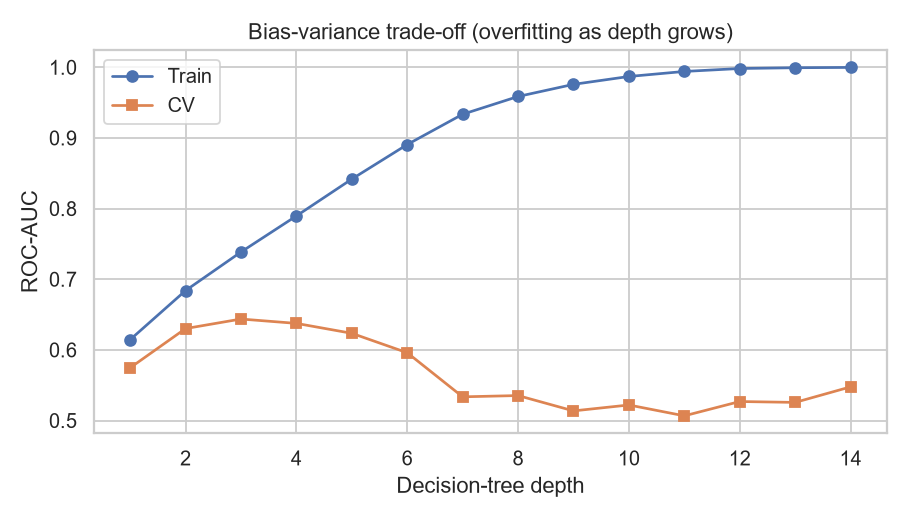 Bias-variance trade-off (overfitting as depth grows)
Train
CV
ROC-AUC
1.0
0.9
0.8
0.7
0.6
0.5
2 4 6 8 10 12 14
Decision-tree depth